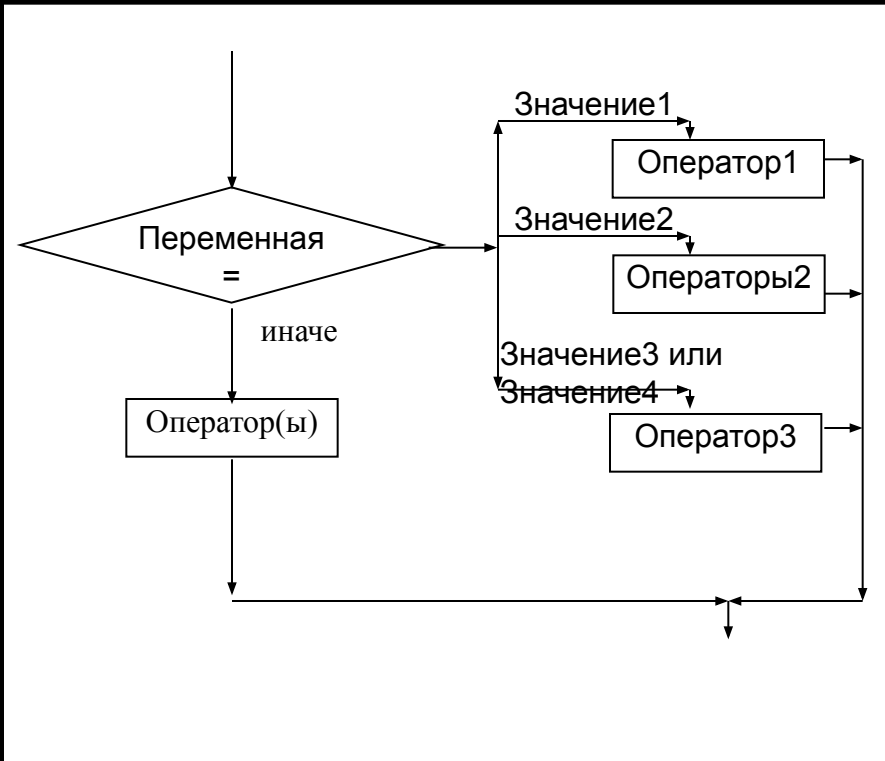 Значение1
Оператор1
Переменная
=
Значение2
Операторы2
иначе
Значение3 или
Значение4
Оператор(ы)
Оператор3